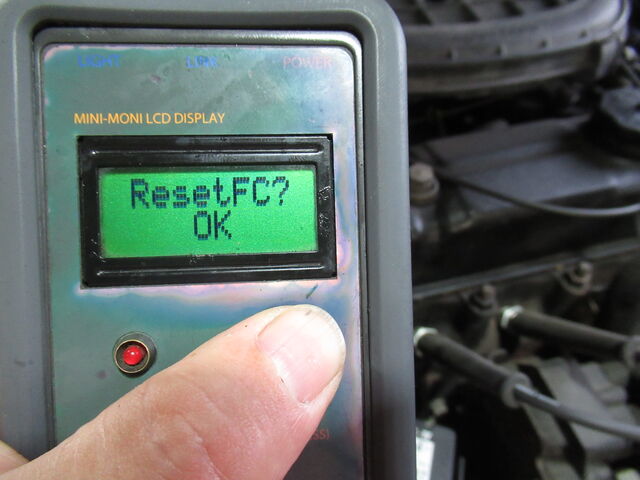 LIGHT LINK POWER
MINI-MONI LCD DISPLAY
ResetFC?
OK